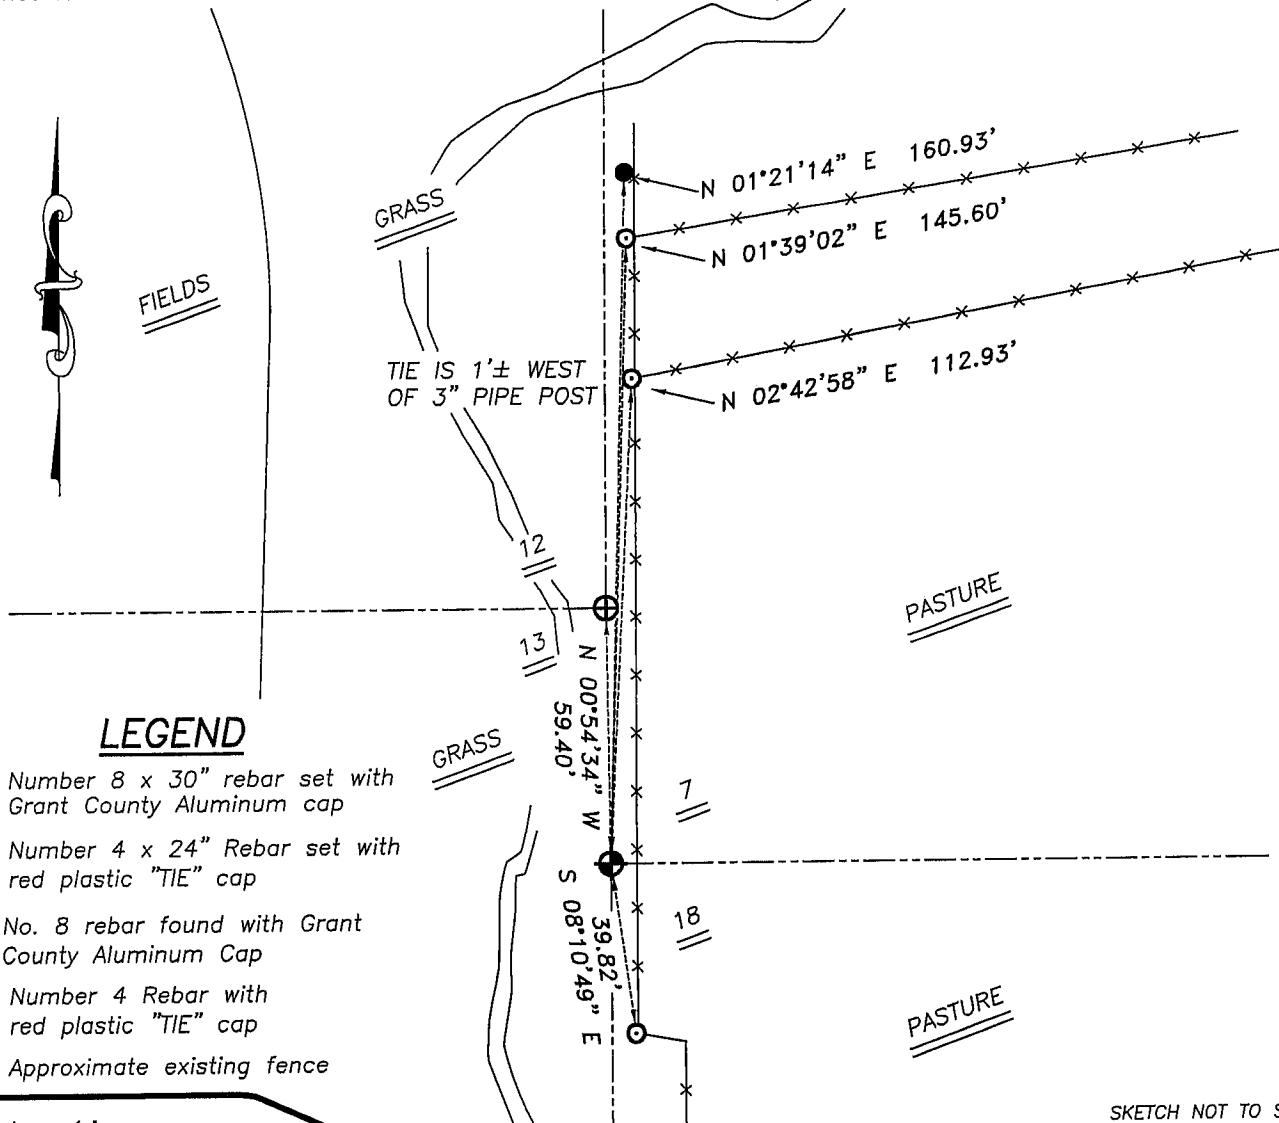 N 01°21'14" E 160.93'
GRASS
N 01°39'02" E 145.60'
FIELDS
TIE IS 1'± WEST
OF 3" PIPE POST
N 02°42'58" E 112.93'
12
PASTURE
13
N 00°54'34" W
59.40'
LEGEND
GRASS
Number 8 x 30" rebar set with
Grant County Aluminum cap
7
Number 4 x 24" Rebar set with
red plastic "TIE" cap
No. 8 rebar found with Grant
County Aluminum Cap
18
39.82'
S 08°10'49" E
Number 4 Rebar with
red plastic "TIE" cap
PASTURE
Approximate existing fence
SKETCH NOT TO S